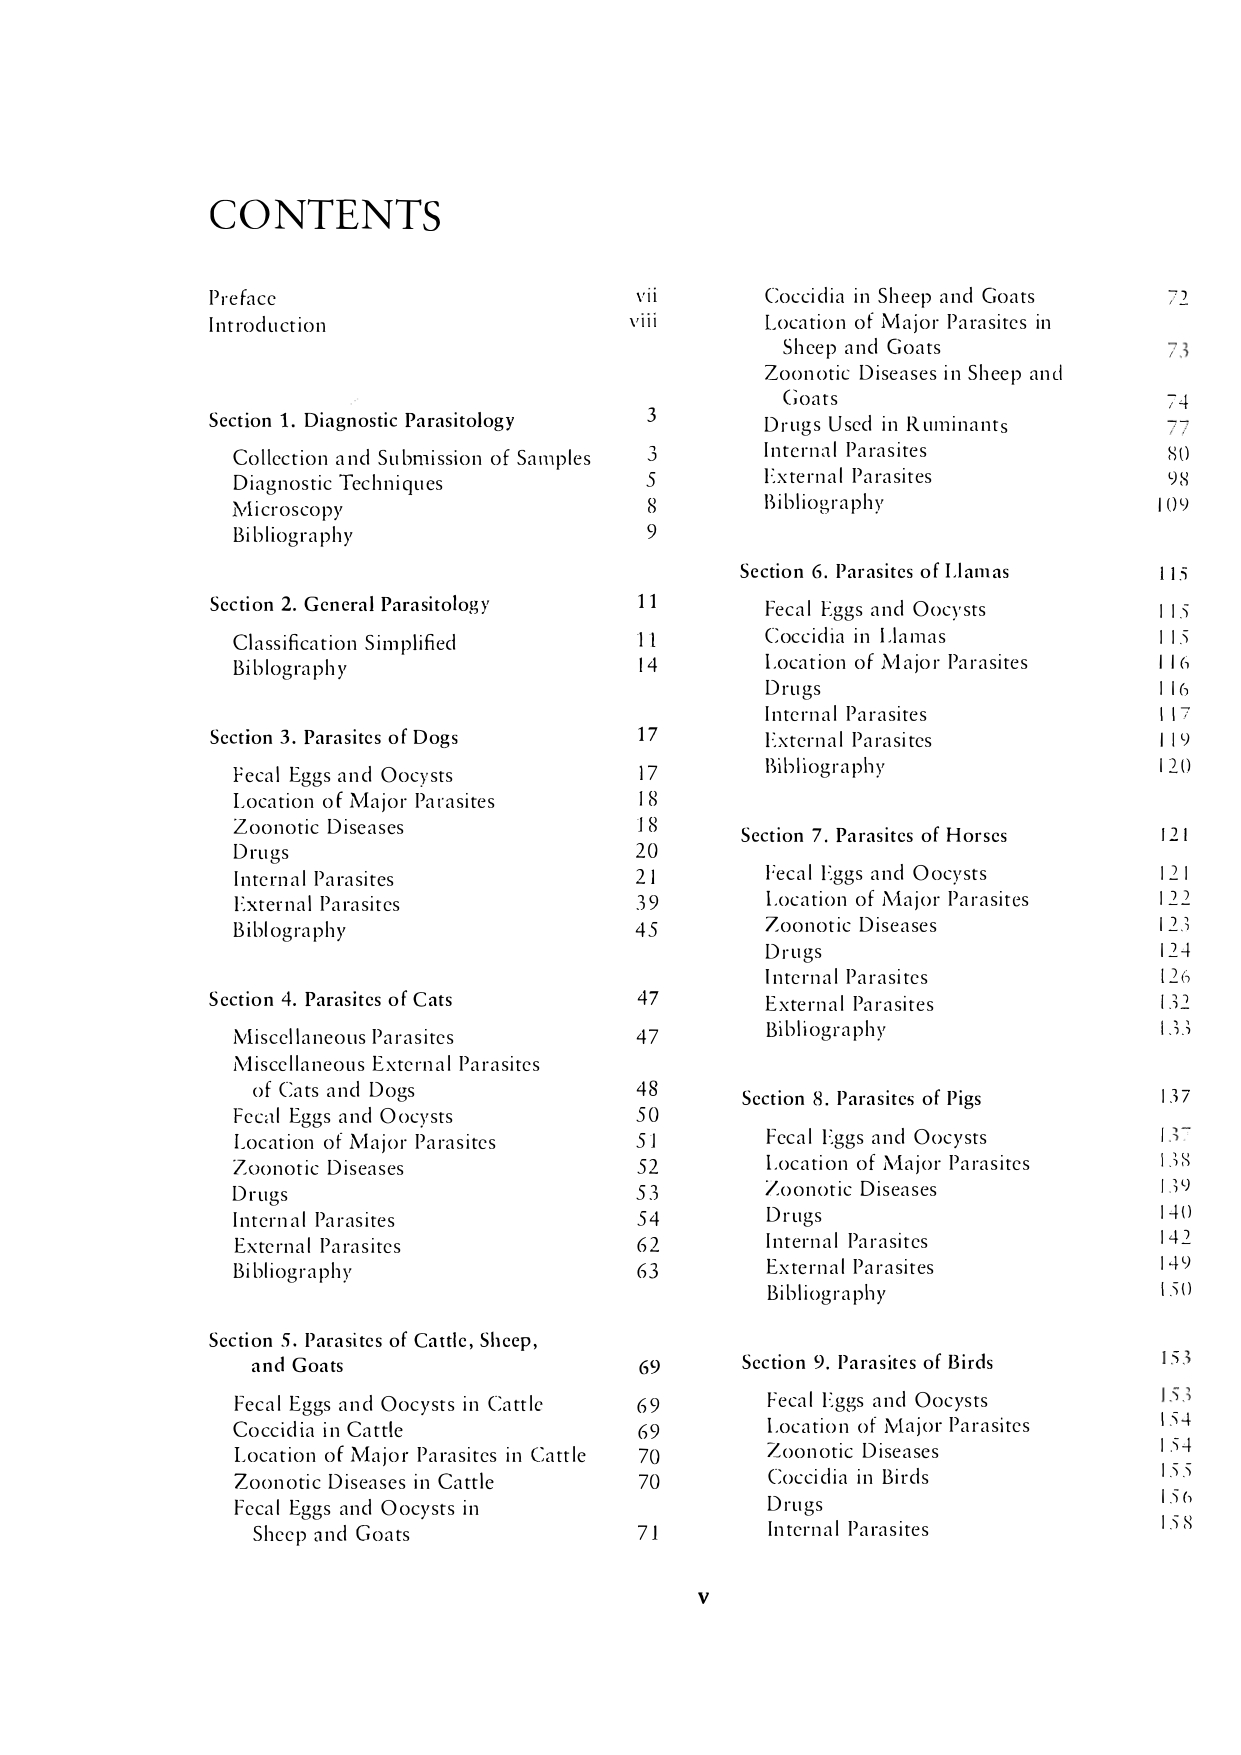 CONTENTS
Preface vii
Introduction viii
Section 1. Diagnostic Parasitology 3
Collection and Submission of Samples 3
Diagnostic Techniques 5
Microscopy 8
Bibliography 9
Section 2. General Parasitology 11
Classification Simplified 11
Biblography 14
Section 3. Parasites of Dogs 17
Fecal Eggs and Oocysts 17
Location of Major Parasites 18
Zoonotic Diseases 18
Drugs 20
Internal Parasites 21
External Parasites 39
Biblography 45
Section 4. Parasites of Cats 47
Miscellaneous Parasites 47
Miscellaneous External Parasites
of Cats and Dogs 48
Fecal Eggs and Oocysts 50
Location of Major Parasites 51
Zoonotic Diseases 52
Drugs 53
Internal Parasites 54
External Parasites 62
Bibliography 63
Section 5. Parasites of Cattle, Sheep,
and Goats 69
Fecal Eggs and Oocysts in Cattle 69
Coccidia in Cattle 69
Location of Major Parasites in Cattle 70
Zoonotic Diseases in Cattle 70
Fecal Eggs and Oocysts in
Sheep and Goats 71
Coccidia in Sheep and Goats 72
Location of Major Parasites in
Sheep and Goats 73
Zoonotic Diseases in Sheep and
Goats 74
Drugs Used in Ruminants 77
Internal Parasites 80
External Parasites 98
Bibliography 109
Section 6. Parasites of Llamas 115
Fecal Eggs and Oocysts 115
Coccidia in Llamas 115
Location of Major Parasites 116
Drugs 116
Internal Parasites 117
External Parasites 119
Bibliography 120
Section 7. Parasites of Horses 121
Fecal Eggs and Oocysts 121
Location of Major Parasites 122
Zoonotic Diseases 123
Drugs 124
Internal Parasites 126
External Parasites 132
Bibliography 133
Section 8. Parasites of Pigs 137
Fecal Eggs and Oocysts 137
Location of Major Parasites 138
Zoonotic Diseases 139
Drugs 140
Internal Parasites 142
External Parasites 149
Bibliography 150
Section 9. Parasites of Birds 153
Fecal Eggs and Oocysts 153
Location of Major Parasites 154
Zoonotic Diseases 154
Coccidia in Birds 155
Drugs 156
Internal Parasites 158
v